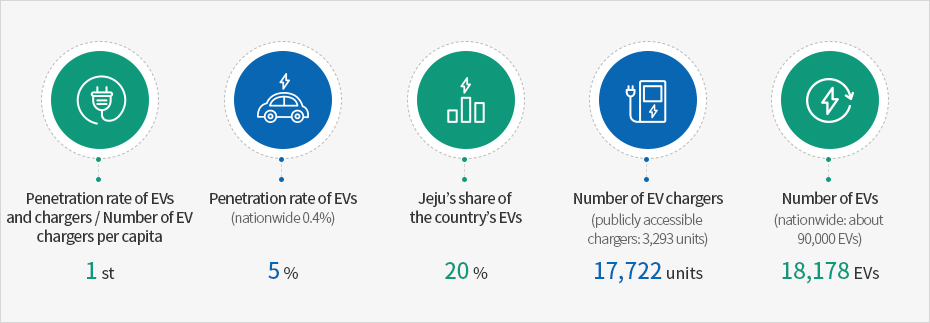 Penetration rate of EVs
and chargers / Number of EV
chargers per capita
1 st
Penetration rate of EVs
(nationwide 0.4%)
5 %
Jeju's share of
the country's EVs
20 %
Number of EV chargers
(publicly accessible
chargers: 3,293 units)
17,722 units
Number of EVs
(nationwide: about
90,000 EVs)
18,178 EVs